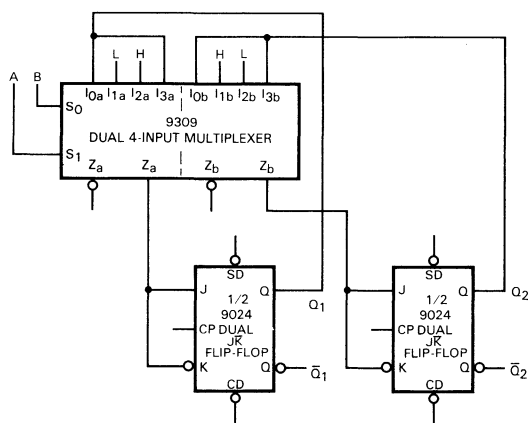 L H H L
A B I0a I1a I2a I3a I0b I1b I2b I3b
S0 9309
DUAL 4-INPUT MULTIPLEXER
S1 Za Za Zb Zb
SD SD
J 1/2 Q Q1 J 1/2 Q Q2
9024 9024
CP DUAL CP DUAL
JK̅ JK̅
FLIP-FLOP FLIP-FLOP
K Q Q̅1 K Q Q̅2
CD CD